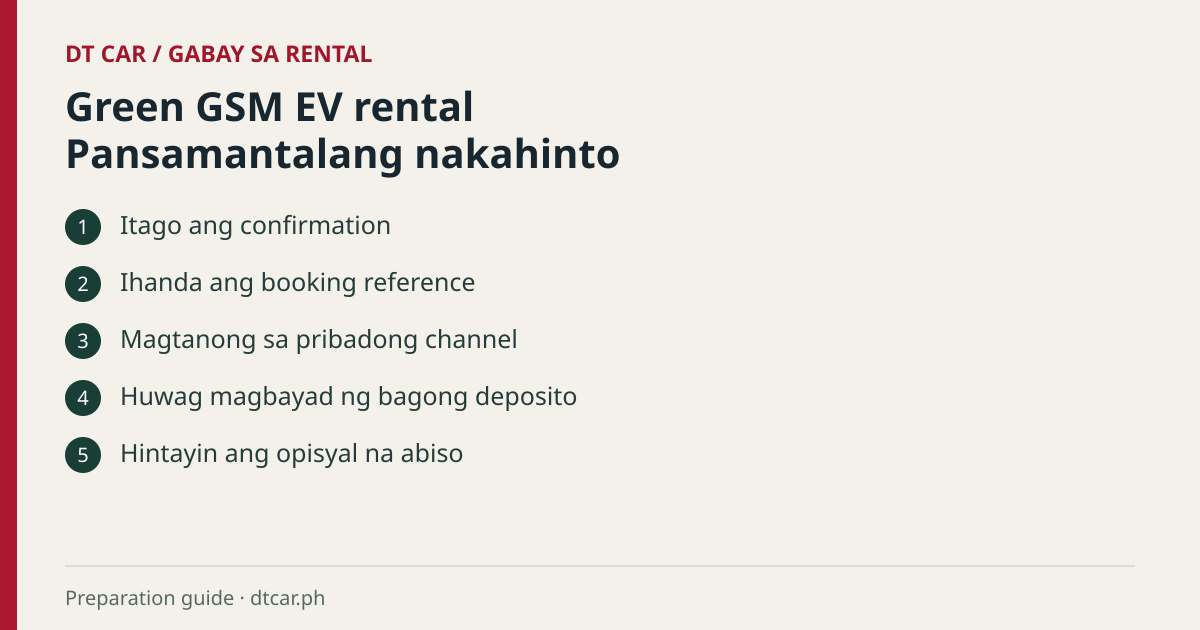 DT CAR / GABAY SA RENTAL
Green GSM EV rental
Pansamantalang nakahinto
1 Itago ang confirmation
2 Ihanda ang booking reference
3 Magtanong sa pribadong channel
4 Huwag magbayad ng bagong deposito
5 Hintayin ang opisyal na abiso
Preparation guide · dtcar.ph